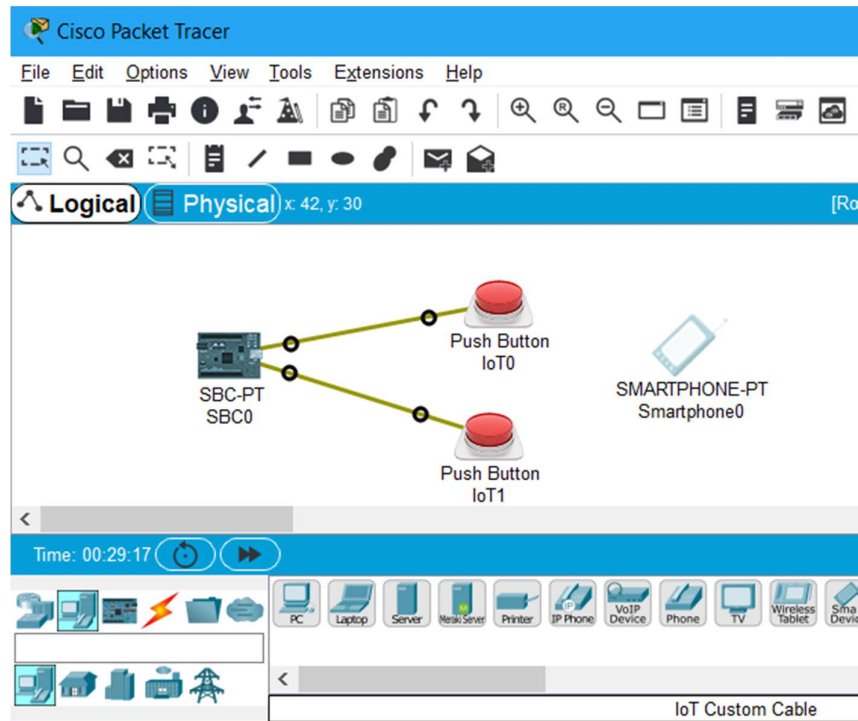 Cisco Packet Tracer
File Edit Options View Tools Extensions Help
Logical Physical x: 42, y: 30 [Ro
Push Button
IoT0
SBC-PT
SBC0
SMARTPHONE-PT
Smartphone0
Push Button
IoT1
Time: 00:29:17
PC Laptop Server Meraki Server Printer IP Phone VoIP Device Phone TV Wireless Tablet Sma Devic
IoT Custom Cable